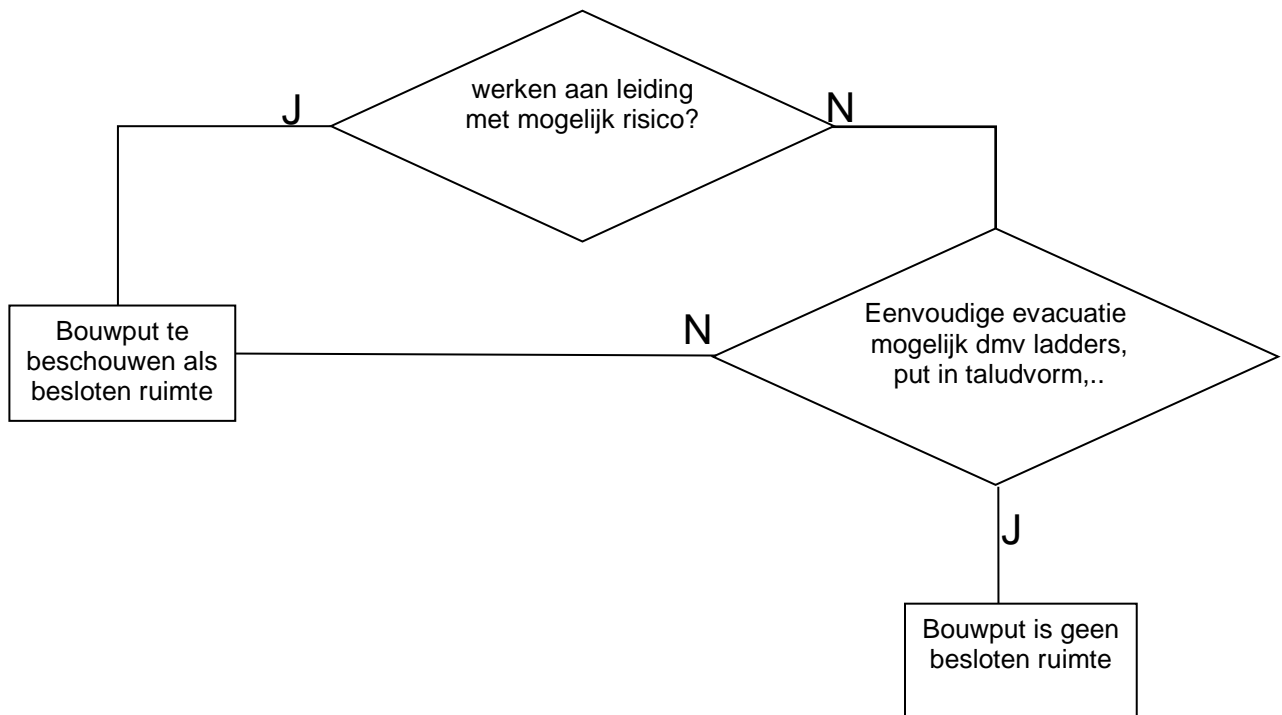 werken aan leiding
met mogelijk risico?
J
N
Bouwput te
beschouwen als
besloten ruimte
N
Eenvoudige evacuatie
mogelijk dmv ladders,
put in taludvorm,..
J
Bouwput is geen
besloten ruimte